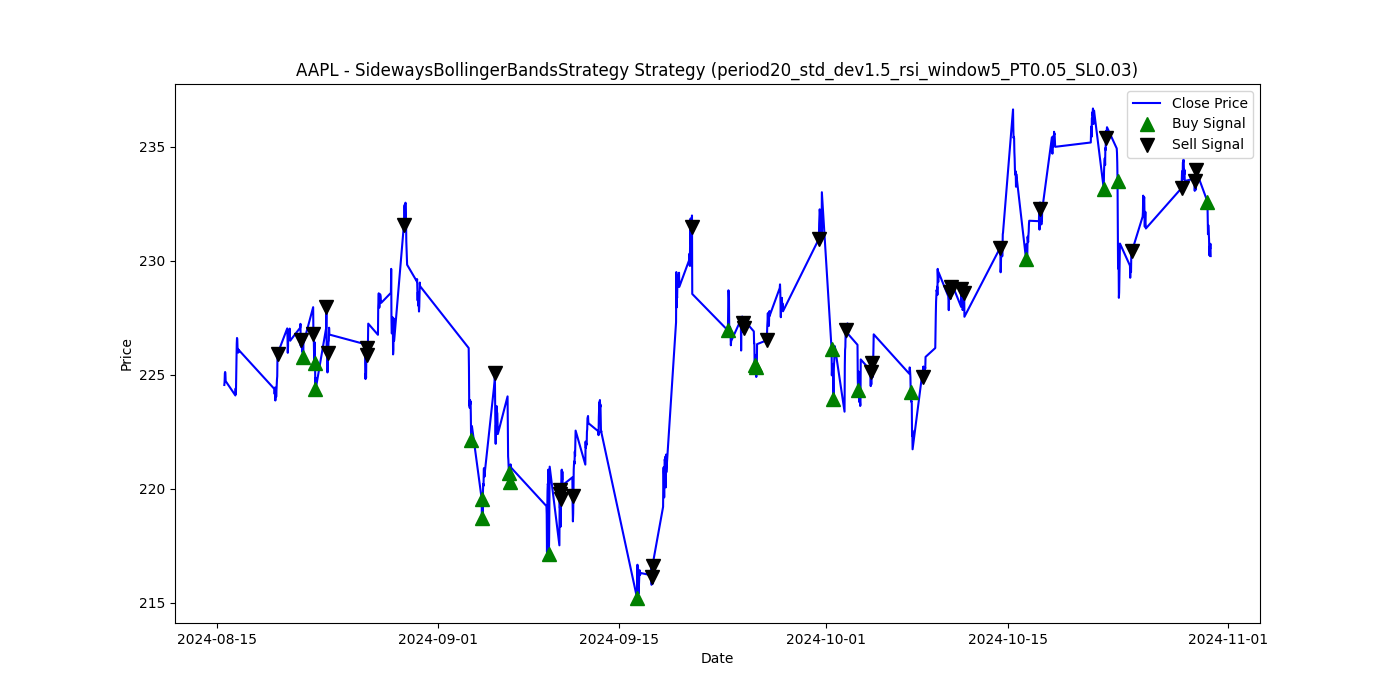 AAPL - SidewaysBollingerBandsStrategy Strategy (period20_std_dev1.5_rsi_window5_PT0.05_SL0.03)
Close Price
Buy Signal
Sell Signal
Price
235
230
225
220
215
2024-08-15
2024-09-01
2024-09-15
2024-10-01
2024-10-15
2024-11-01
Date